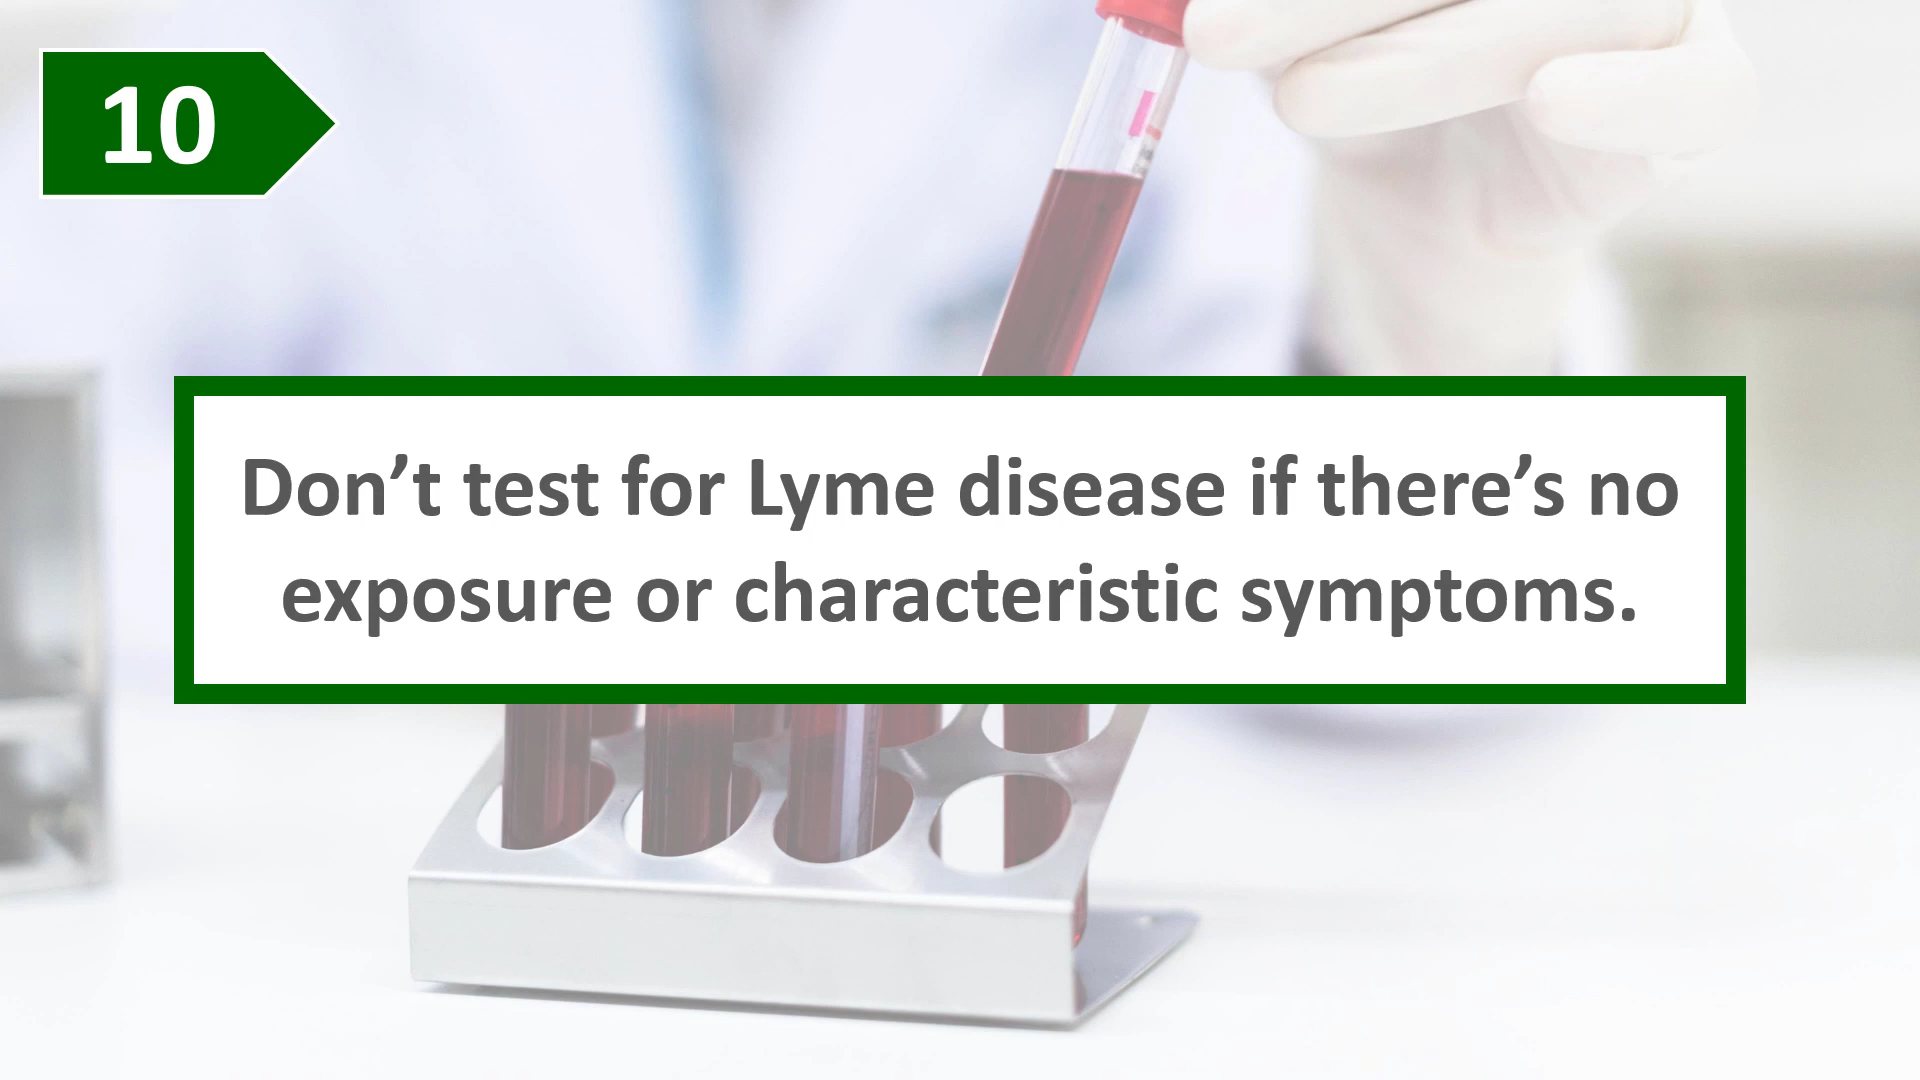 10
Don’t test for Lyme disease if there’s no
exposure or characteristic symptoms.